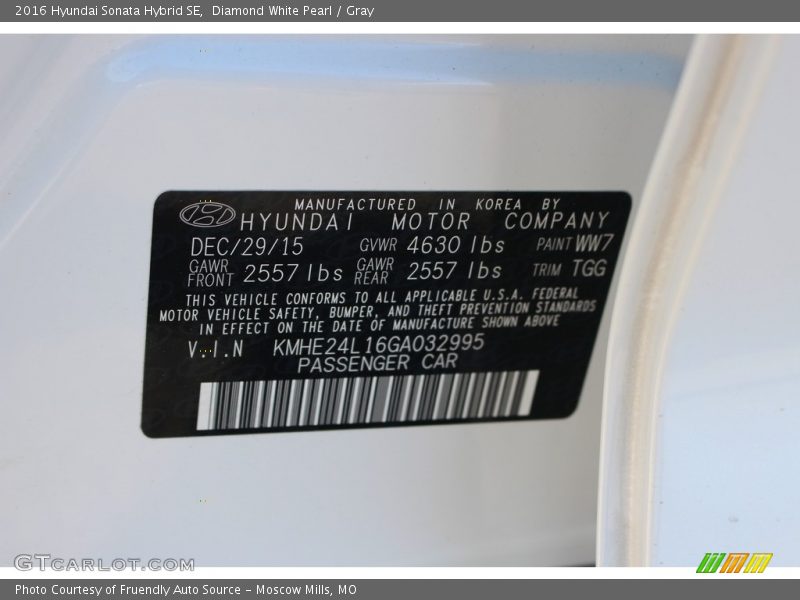 2016 Hyundai Sonata Hybrid SE,  Diamond White Pearl / Gray
MANUFACTURED IN KOREA BY
HYUNDAI MOTOR COMPANY
DEC/29/15 GVWR 4630 lbs PAINT WW7
GAWR FRONT 2557 lbs GAWR REAR 2557 lbs TRIM TGG
THIS VEHICLE CONFORMS TO ALL APPLICABLE U.S.A. FEDERAL
MOTOR VEHICLE SAFETY, BUMPER, AND THEFT PREVENTION STANDARDS
IN EFFECT ON THE DATE OF MANUFACTURE SHOWN ABOVE
V.I.N KMHE24L16GA032995
PASSENGER CAR
GTCARLOT.COM
Photo Courtesy of Fruendly Auto Source – Moscow Mills, MO